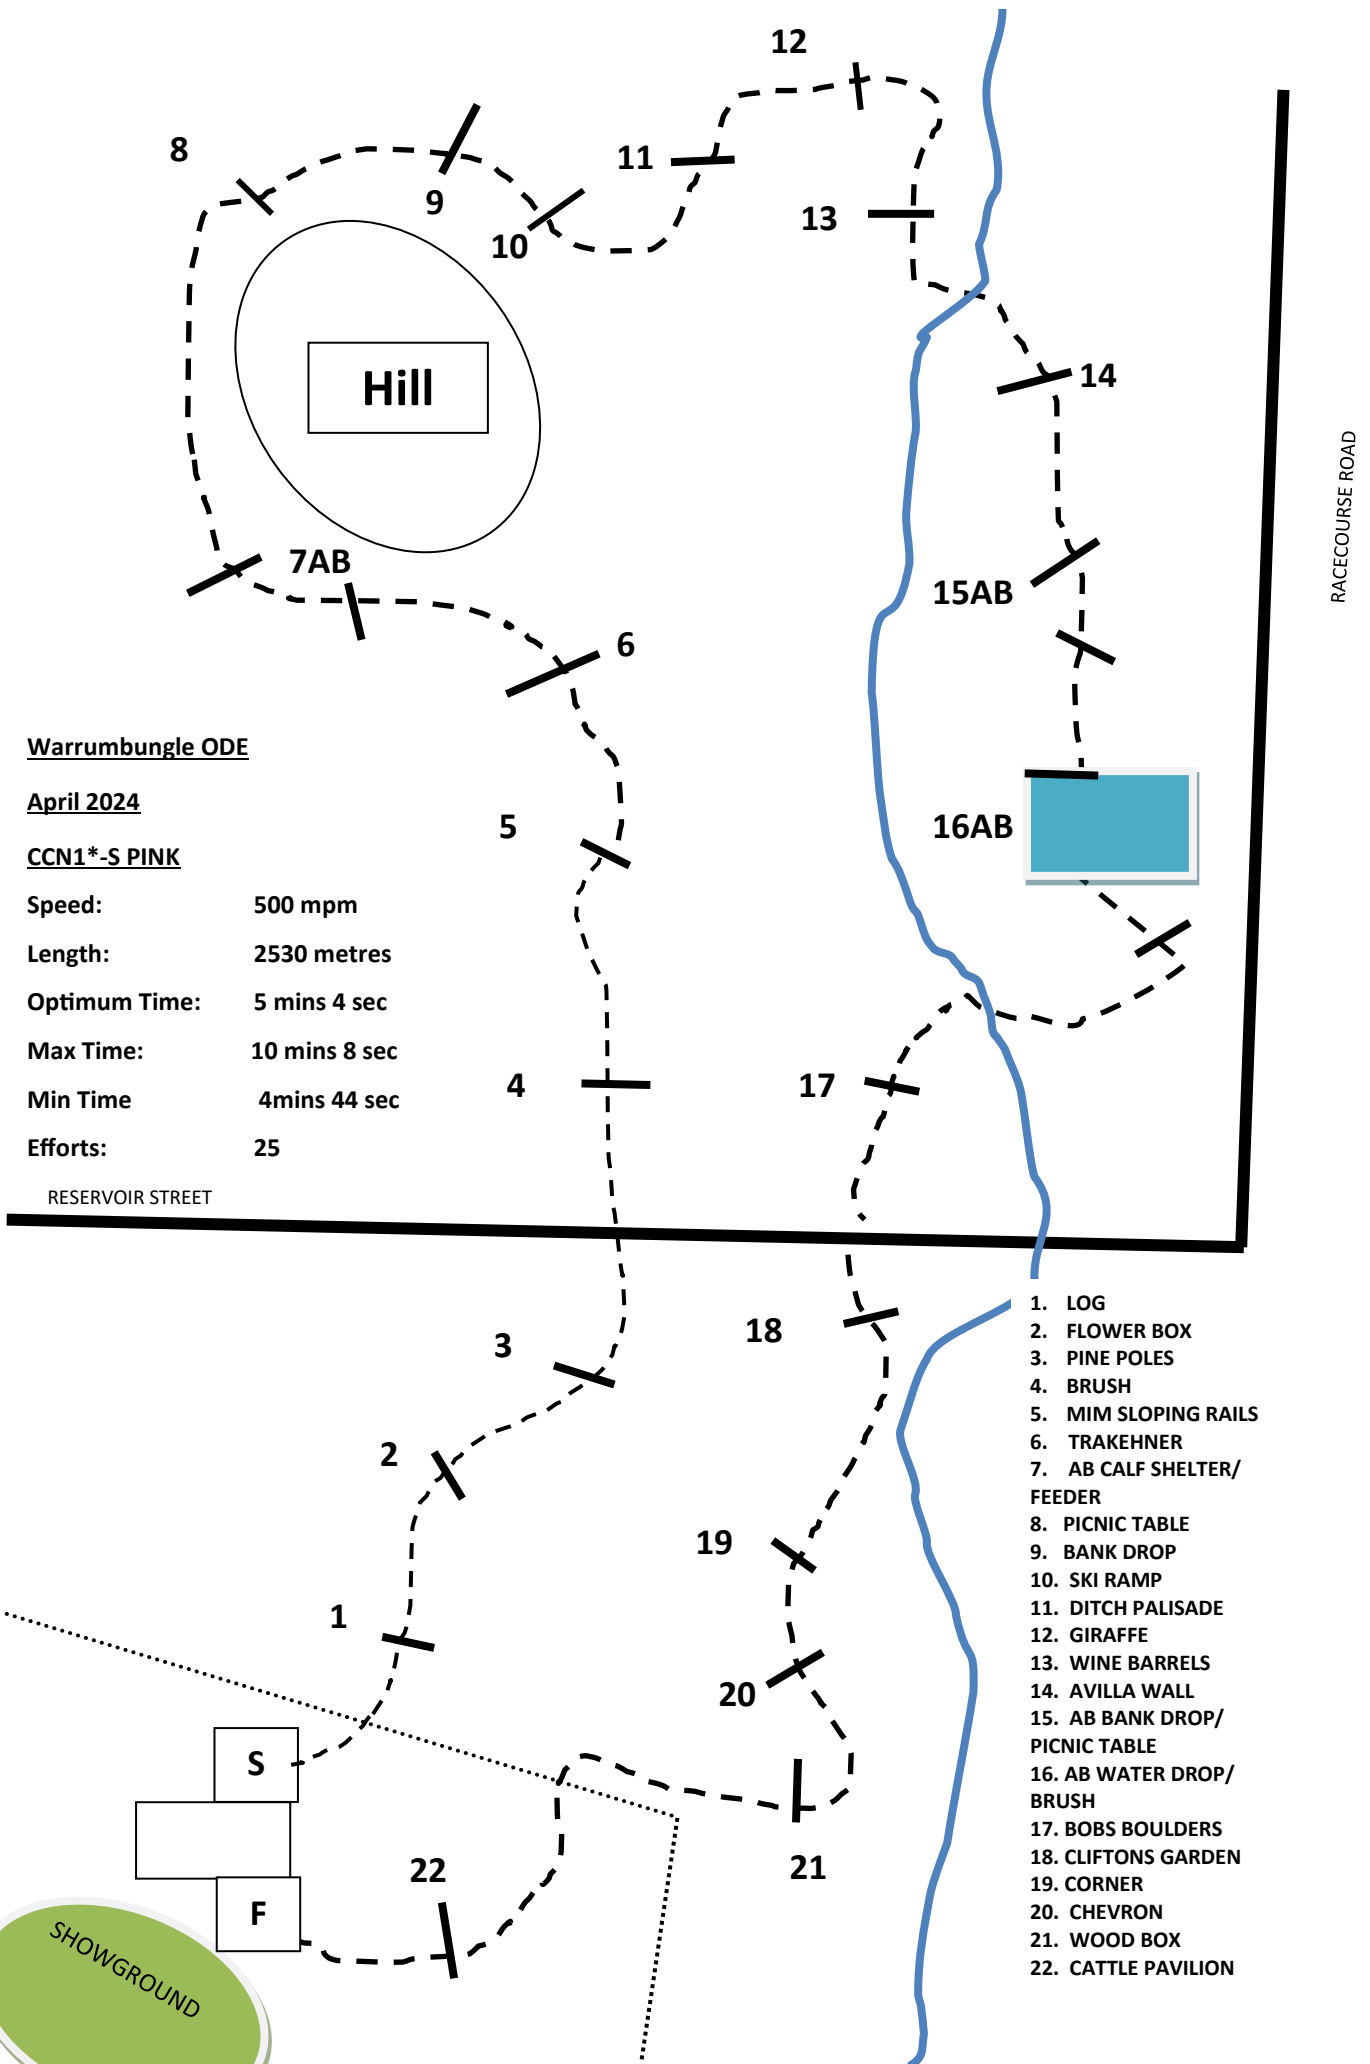 12
8
11
9
13
10
Hill
14
RACECOURSE ROAD
7AB
15AB
6
Warrumbungle ODE
April 2024
5
16AB
CCN1*-S PINK
Speed: 500 mpm
Length: 2530 metres
Optimum Time: 5 mins 4 sec
Max Time: 10 mins 8 sec
4
17
Min Time 4mins 44 sec
Efforts: 25
RESERVOIR STREET
18
3
2
19
1
20
S
21
22
F
SHOWGROUND
1. LOG
2. FLOWER BOX
3. PINE POLES
4. BRUSH
5. MIM SLOPING RAILS
6. TRAKEHNER
7. AB CALF SHELTER/
FEEDER
8. PICNIC TABLE
9. BANK DROP
10. SKI RAMP
11. DITCH PALISADE
12. GIRAFFE
13. WINE BARRELS
14. AVILLA WALL
15. AB BANK DROP/
PICNIC TABLE
16. AB WATER DROP/
BRUSH
17. BOBS BOULDERS
18. CLIFTONS GARDEN
19. CORNER
20. CHEVRON
21. WOOD BOX
22. CATTLE PAVILION